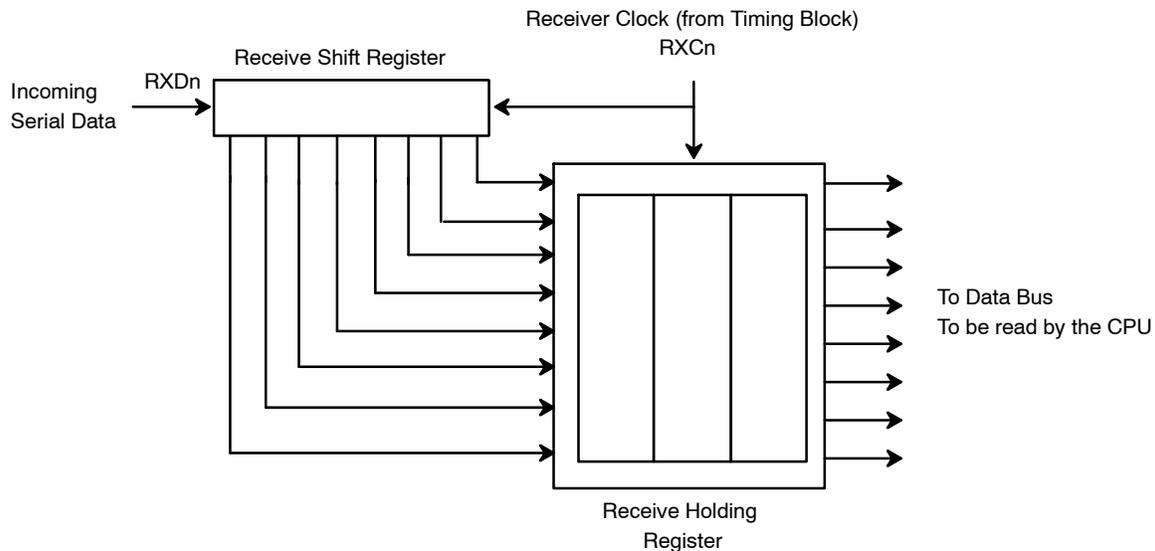 Receiver Clock (from Timing Block)
RXCn
Receive Shift Register
RXDn
Incoming
Serial Data
To Data Bus
To be read by the CPU
Receive Holding
Register